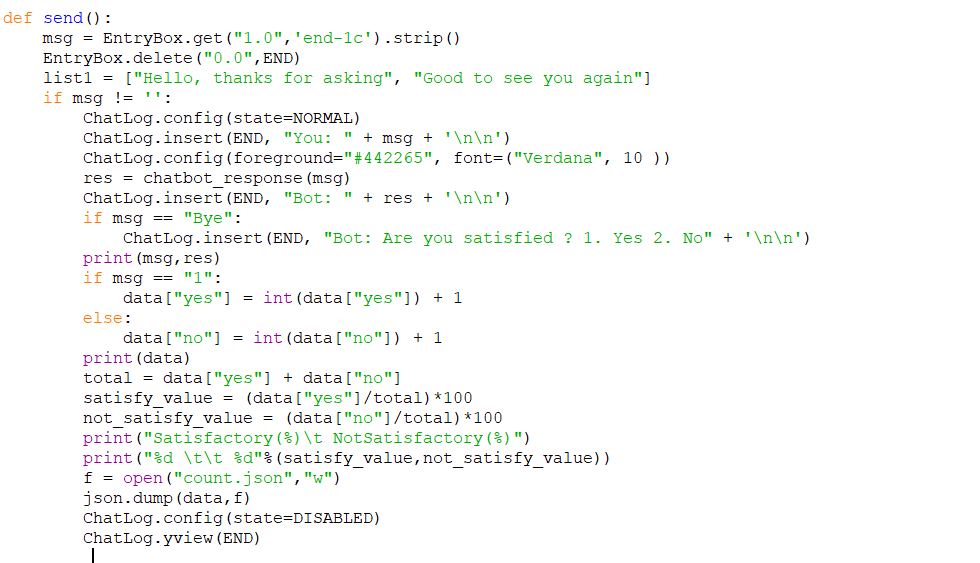 def send():
    msg = EntryBox.get("1.0",'end-1c').strip()
    EntryBox.delete("0.0",END)
    list1 = ["Hello, thanks for asking", "Good to see you again"]
    if msg != '':
        ChatLog.config(state=NORMAL)
        ChatLog.insert(END, "You: " + msg + '\n\n')
        ChatLog.config(foreground="#442265", font=("Verdana", 10 ))
        res = chatbot_response(msg)
        ChatLog.insert(END, "Bot: " + res + '\n\n')
        if msg == "Bye":
            ChatLog.insert(END, "Bot: Are you satisfied ? 1. Yes 2. No" + '\n\n')
        print(msg,res)
        if msg == "1":
            data["yes"] = int(data["yes"]) + 1
        else:
            data["no"] = int(data["no"]) + 1
        print(data)
        total = data["yes"] + data["no"]
        satisfy_value = (data["yes"]/total)*100
        not_satisfy_value = (data["no"]/total)*100
        print("Satisfactory(%)\t NotSatisfactory(%)")
        print("%d \t\t %d"%(satisfy_value,not_satisfy_value))
        f = open("count.json","w")
        json.dump(data,f)
        ChatLog.config(state=DISABLED)
        ChatLog.yview(END)